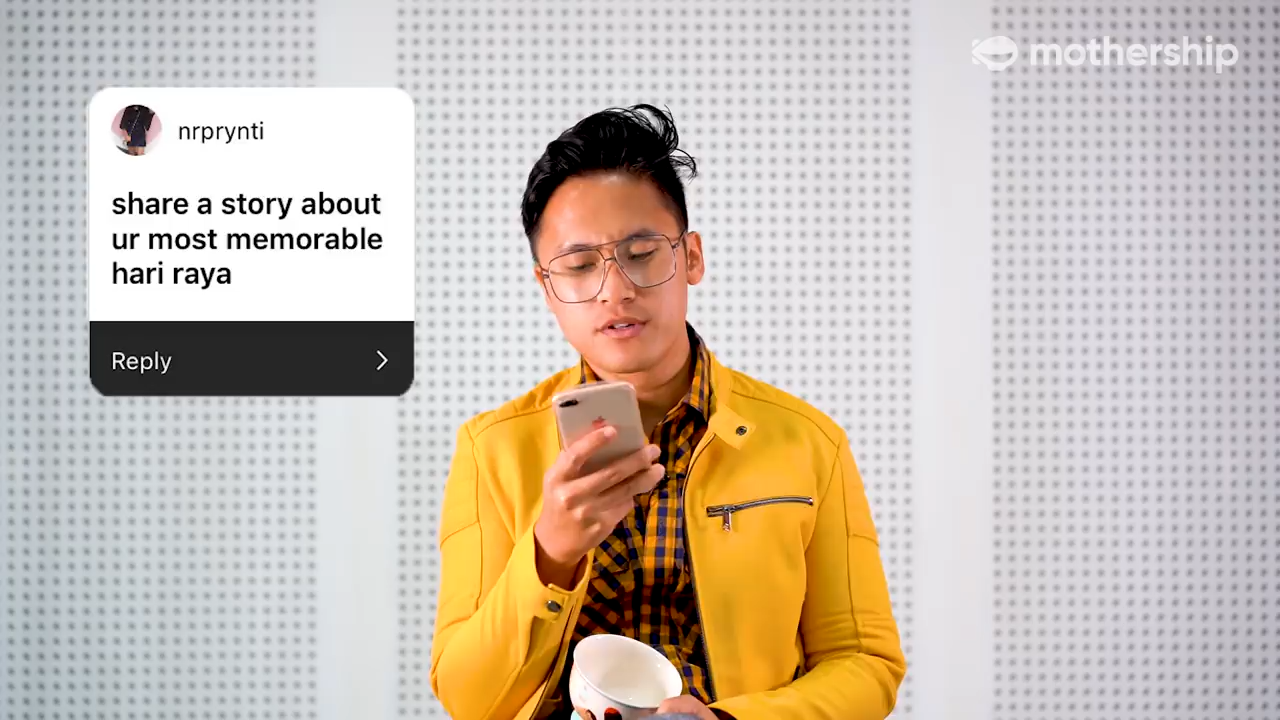 mothership
nrprynti
share a story about
ur most memorable
hari raya
Reply